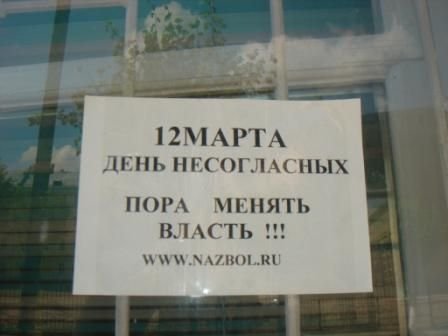 12МАРТА
ДЕНЬ НЕСОГЛАСНЫХ
ПОРА МЕНЯТЬ
ВЛАСТЬ !!!
WWW.NAZBOL.RU